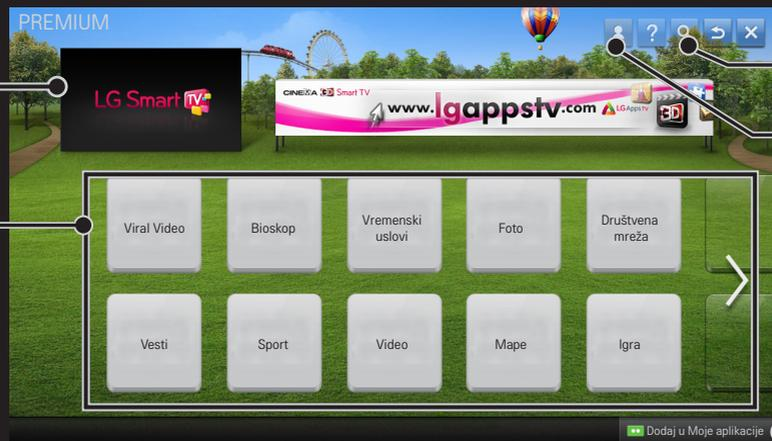 PREMIUM
?
LG Smart TV
CINEMA 3D Smart TV
www.lgappstv.com
LG Apps TV
3D
Viral Video
Bioskop
Vremenski
uslovi
Foto
Društvena
mreža
Vesti
Sport
Video
Mape
Igra
Dodaj u Moje aplikacije